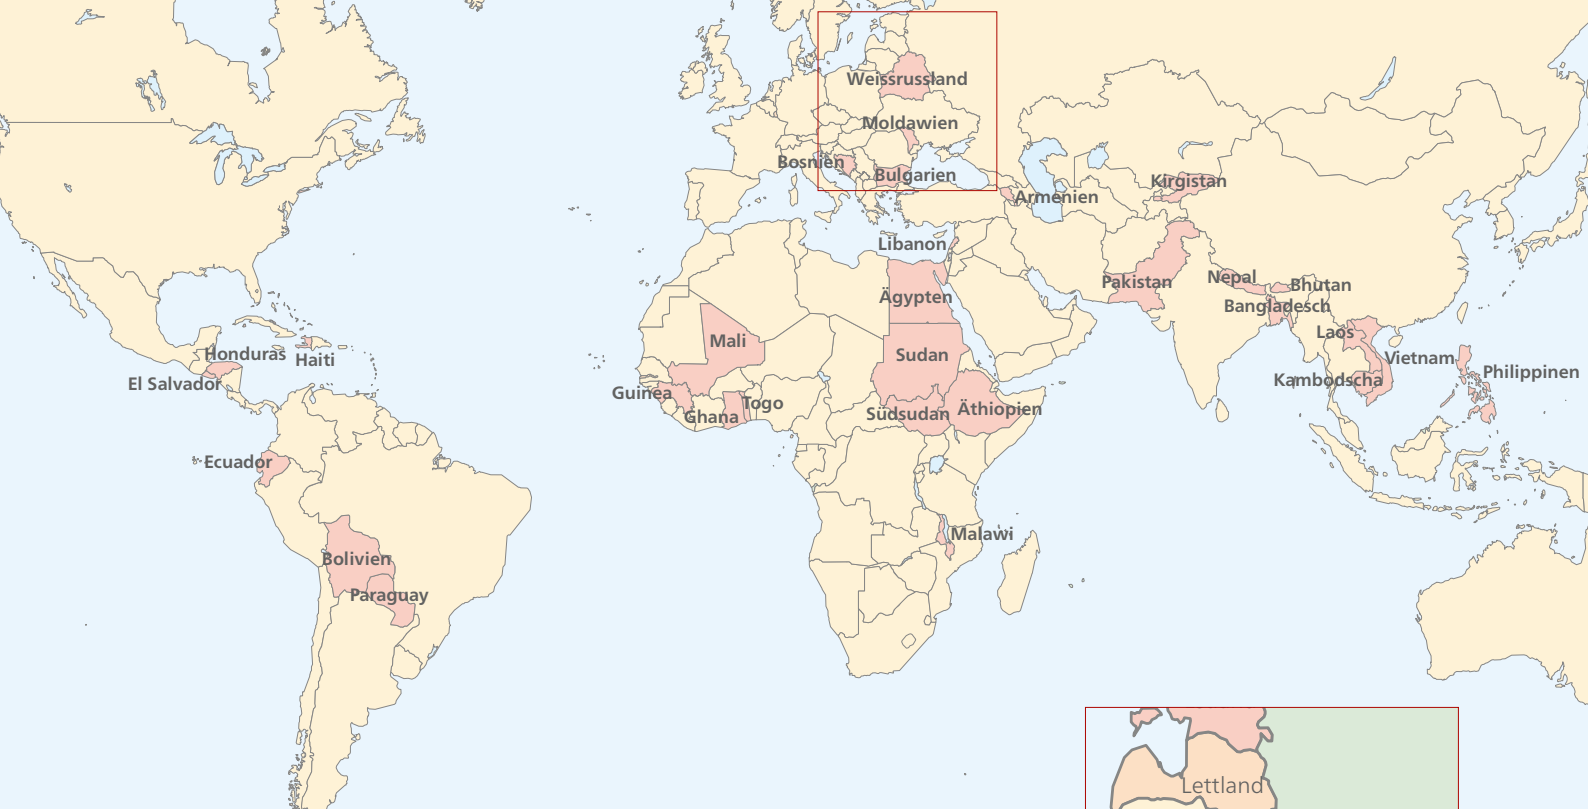 Weissrussland
Moldawien
Bosnien
Bulgarien
Kirgistan
Armenien
Libanon
Pakistan
Nepal
Bhutan
Ägypten
Bangladesch
Laos
Mali
Honduras
Haiti
Sudan
Vietnam
Philippinen
El Salvador
Kambodscha
Guinea
Togo
Ghana
Südsudan
Äthiopien
Ecuador
Malawi
Bolivien
Paraguay
Lettland